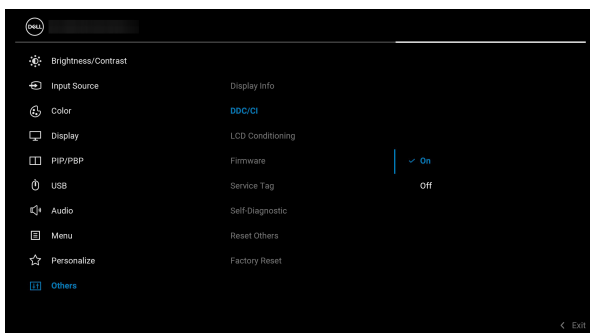 DELL
Brightness/Contrast
Input Source
Display Info
Color
DDC/CI
Display
LCD Conditioning
PIP/PBP
Firmware
On
USB
Service Tag
Off
Audio
Self-Diagnostic
Menu
Reset Others
Personalize
Factory Reset
Others
Exit